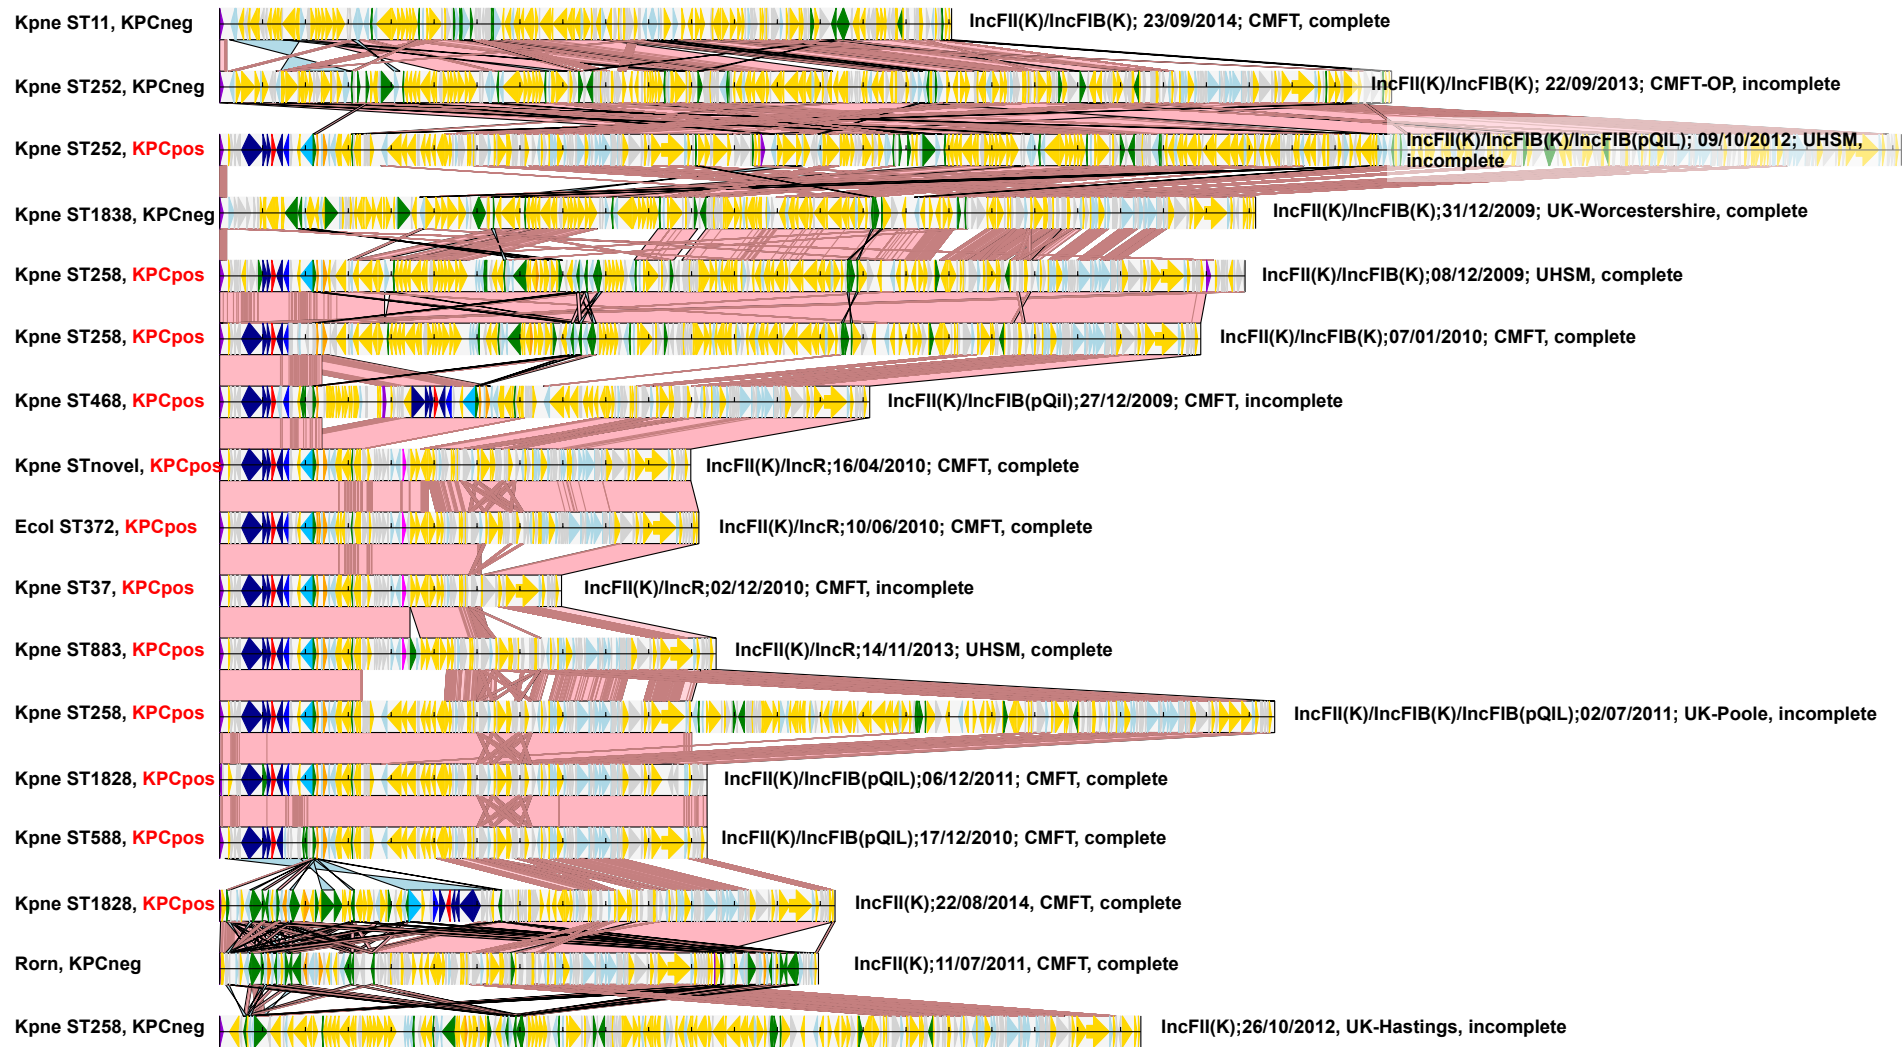 Kpne ST11, KPCneg IncFII(K)/IncFIB(K); 23/09/2014; CMFT, complete
Kpne ST252, KPCneg IncFII(K)/IncFIB(K); 22/09/2013; CMFT-OP, incomplete
Kpne ST252, KPCpos IncFII(K)/IncFIB(K)/IncFIB(pQIL); 09/10/2012; UHSM,
incomplete
Kpne ST1838, KPCneg IncFII(K)/IncFIB(K);31/12/2009; UK-Worcestershire, complete
Kpne ST258, KPCpos IncFII(K)/IncFIB(K);08/12/2009; UHSM, complete
Kpne ST258, KPCpos IncFII(K)/IncFIB(K);07/01/2010; CMFT, complete
Kpne ST468, KPCpos IncFII(K)/IncFIB(pQil);27/12/2009; CMFT, incomplete
Kpne STnovel, KPCpos IncFII(K)/IncR;16/04/2010; CMFT, complete
Ecol ST372, KPCpos IncFII(K)/IncR;10/06/2010; CMFT, complete
Kpne ST37, KPCpos IncFII(K)/IncR;02/12/2010; CMFT, incomplete
Kpne ST883, KPCpos IncFII(K)/IncR;14/11/2013; UHSM, complete
Kpne ST258, KPCpos IncFII(K)/IncFIB(K)/IncFIB(pQIL);02/07/2011; UK-Poole, incomplete
Kpne ST1828, KPCpos IncFII(K)/IncFIB(pQIL);06/12/2011; CMFT, complete
Kpne ST588, KPCpos IncFII(K)/IncFIB(pQIL);17/12/2010; CMFT, complete
Kpne ST1828, KPCpos IncFII(K);22/08/2014, CMFT, complete
Rorn, KPCneg IncFII(K);11/07/2011, CMFT, complete
Kpne ST258, KPCneg IncFII(K);26/10/2012, UK-Hastings, incomplete